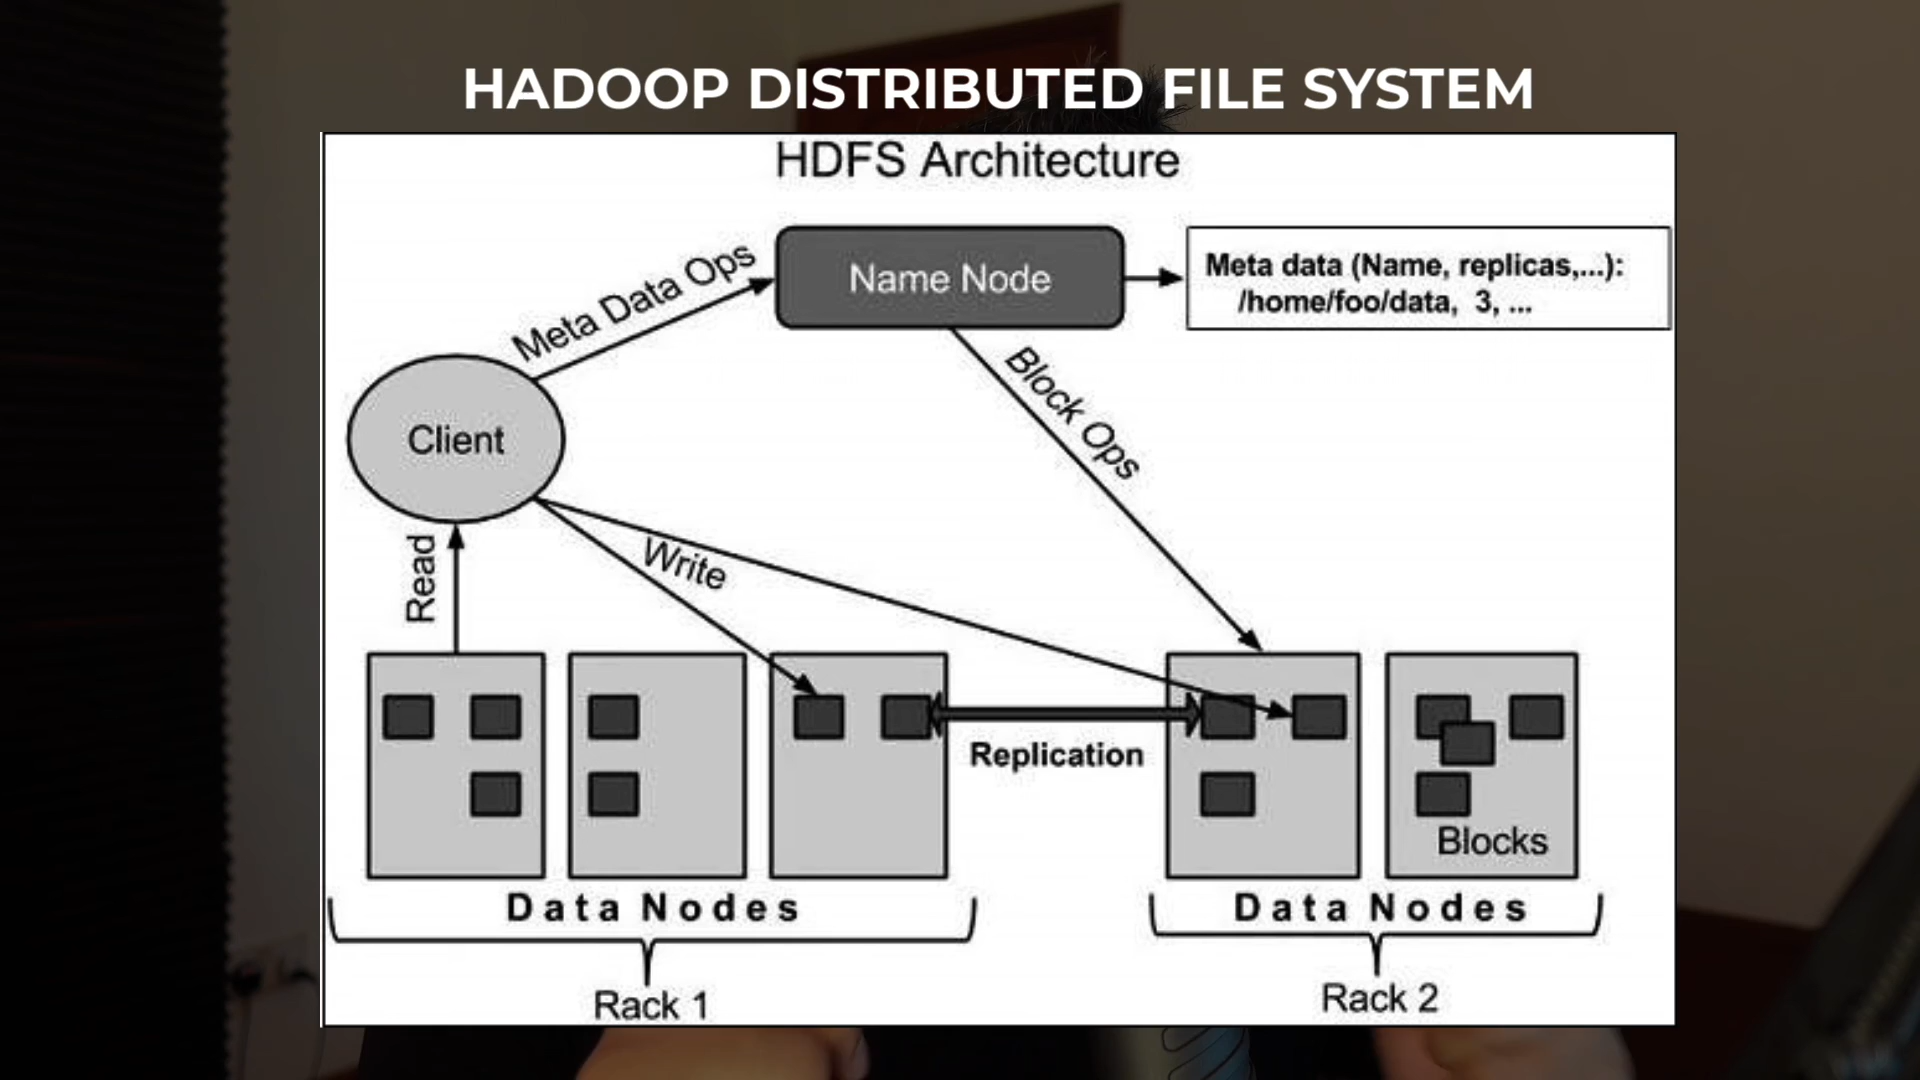 HADOOP DISTRIBUTED FILE SYSTEM
HDFS Architecture
Meta Data Ops
Name Node
Meta data (Name, replicas,...):
/home/foo/data, 3, ...
Block Ops
Client
Read
Write
Replication
Blocks
Data Nodes
Data Nodes
Rack 1
Rack 2